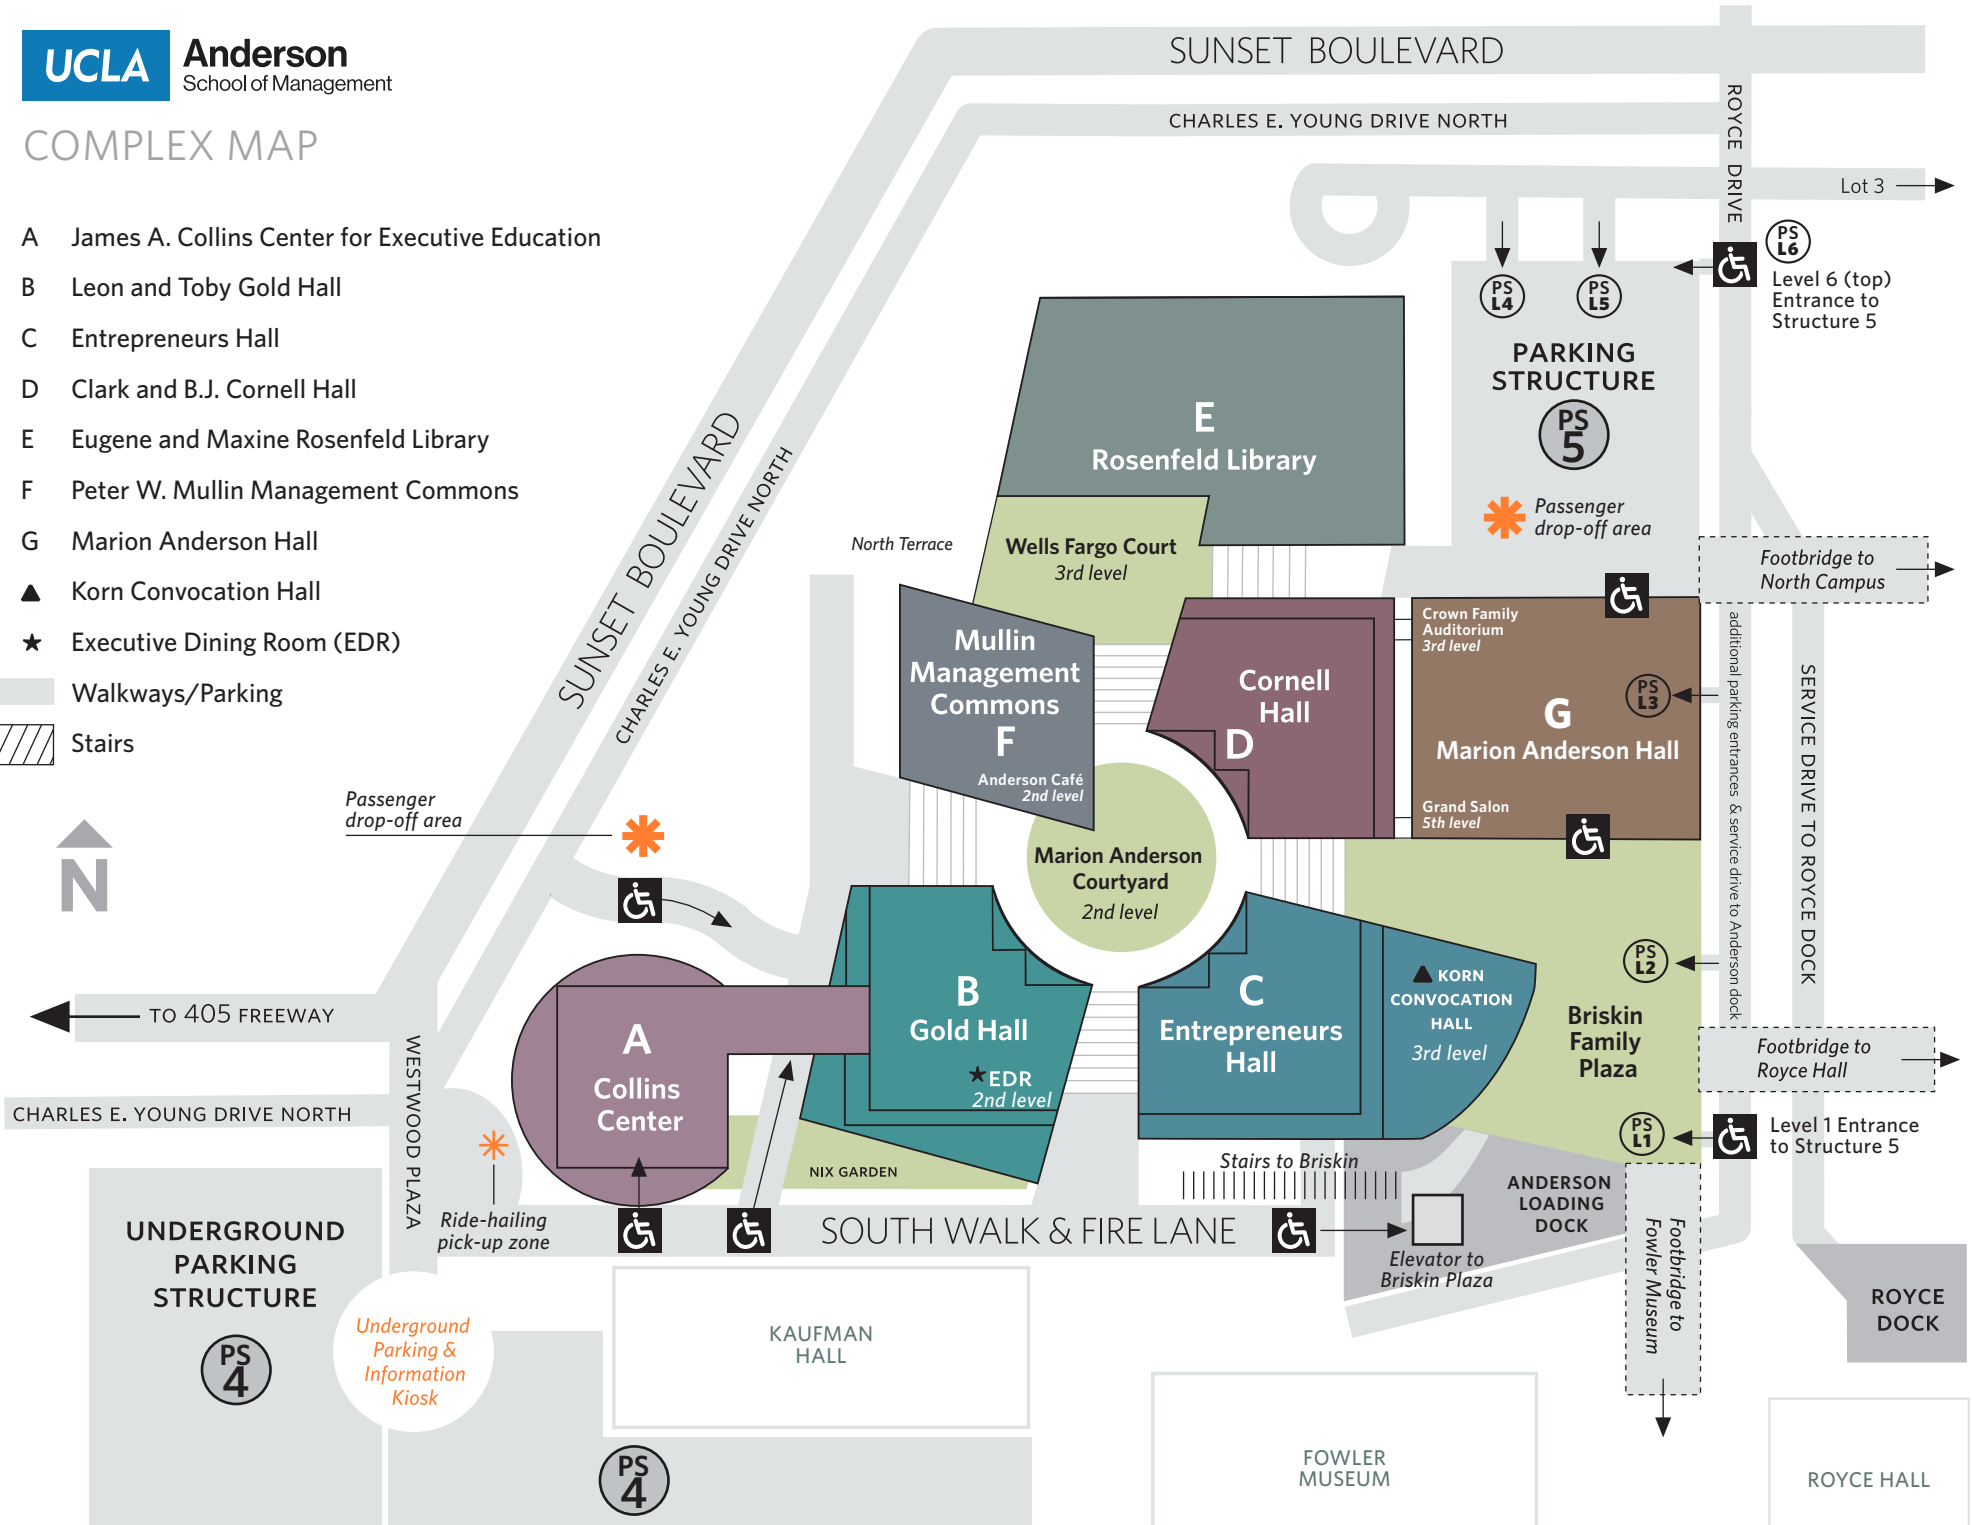 UCLA Anderson
School of Management
COMPLEX MAP
A James A. Collins Center for Executive Education
B Leon and Toby Gold Hall
C Entrepreneurs Hall
D Clark and B.J. Cornell Hall
E Eugene and Maxine Rosenfeld Library
F Peter W. Mullin Management Commons
G Marion Anderson Hall
Korn Convocation Hall
Executive Dining Room (EDR)
Walkways/Parking
Stairs
N
SUNSET BOULEVARD
CHARLES E. YOUNG DRIVE NORTH
ROYCE DRIVE
Lot 3
PS
L6
Level 6 (top)
Entrance to
Structure 5
PS
L4
PS
L5
PARKING
STRUCTURE
PS
5
Passenger
drop-off area
E
Rosenfeld Library
SUNSET BOULEVARD
CHARLES E. YOUNG DRIVE NORTH
North Terrace
Wells Fargo Court
3rd level
Footbridge to
North Campus
Mullin
Management
Commons
F
Anderson Café
2nd level
Cornell
Hall
D
Crown Family
Auditorium
3rd level
PS
L3
G
Marion Anderson Hall
Grand Salon
5th level
additional parking entrances & service drive to Anderson dock
SERVICE DRIVE TO ROYCE DOCK
Passenger
drop-off area
Marion Anderson
Courtyard
2nd level
TO 405 FREEWAY
WESTWOOD PLAZA
CHARLES E. YOUNG DRIVE NORTH
A
Collins
Center
B
Gold Hall
EDR
2nd level
C
Entrepreneurs
Hall
KORN
CONVOCATION
HALL
3rd level
PS
L2
Briskin
Family
Plaza
Footbridge to
Royce Hall
PS
L1
Level 1 Entrance
to Structure 5
NIX GARDEN
Stairs to Briskin
ANDERSON
LOADING
DOCK
Ride-hailing
pick-up zone
SOUTH WALK & FIRE LANE
Elevator to
Briskin Plaza
Footbridge to
Fowler Museum
UNDERGROUND
PARKING
STRUCTURE
PS
4
Underground
Parking &
Information
Kiosk
KAUFMAN
HALL
ROYCE
DOCK
PS
4
FOWLER
MUSEUM
ROYCE HALL